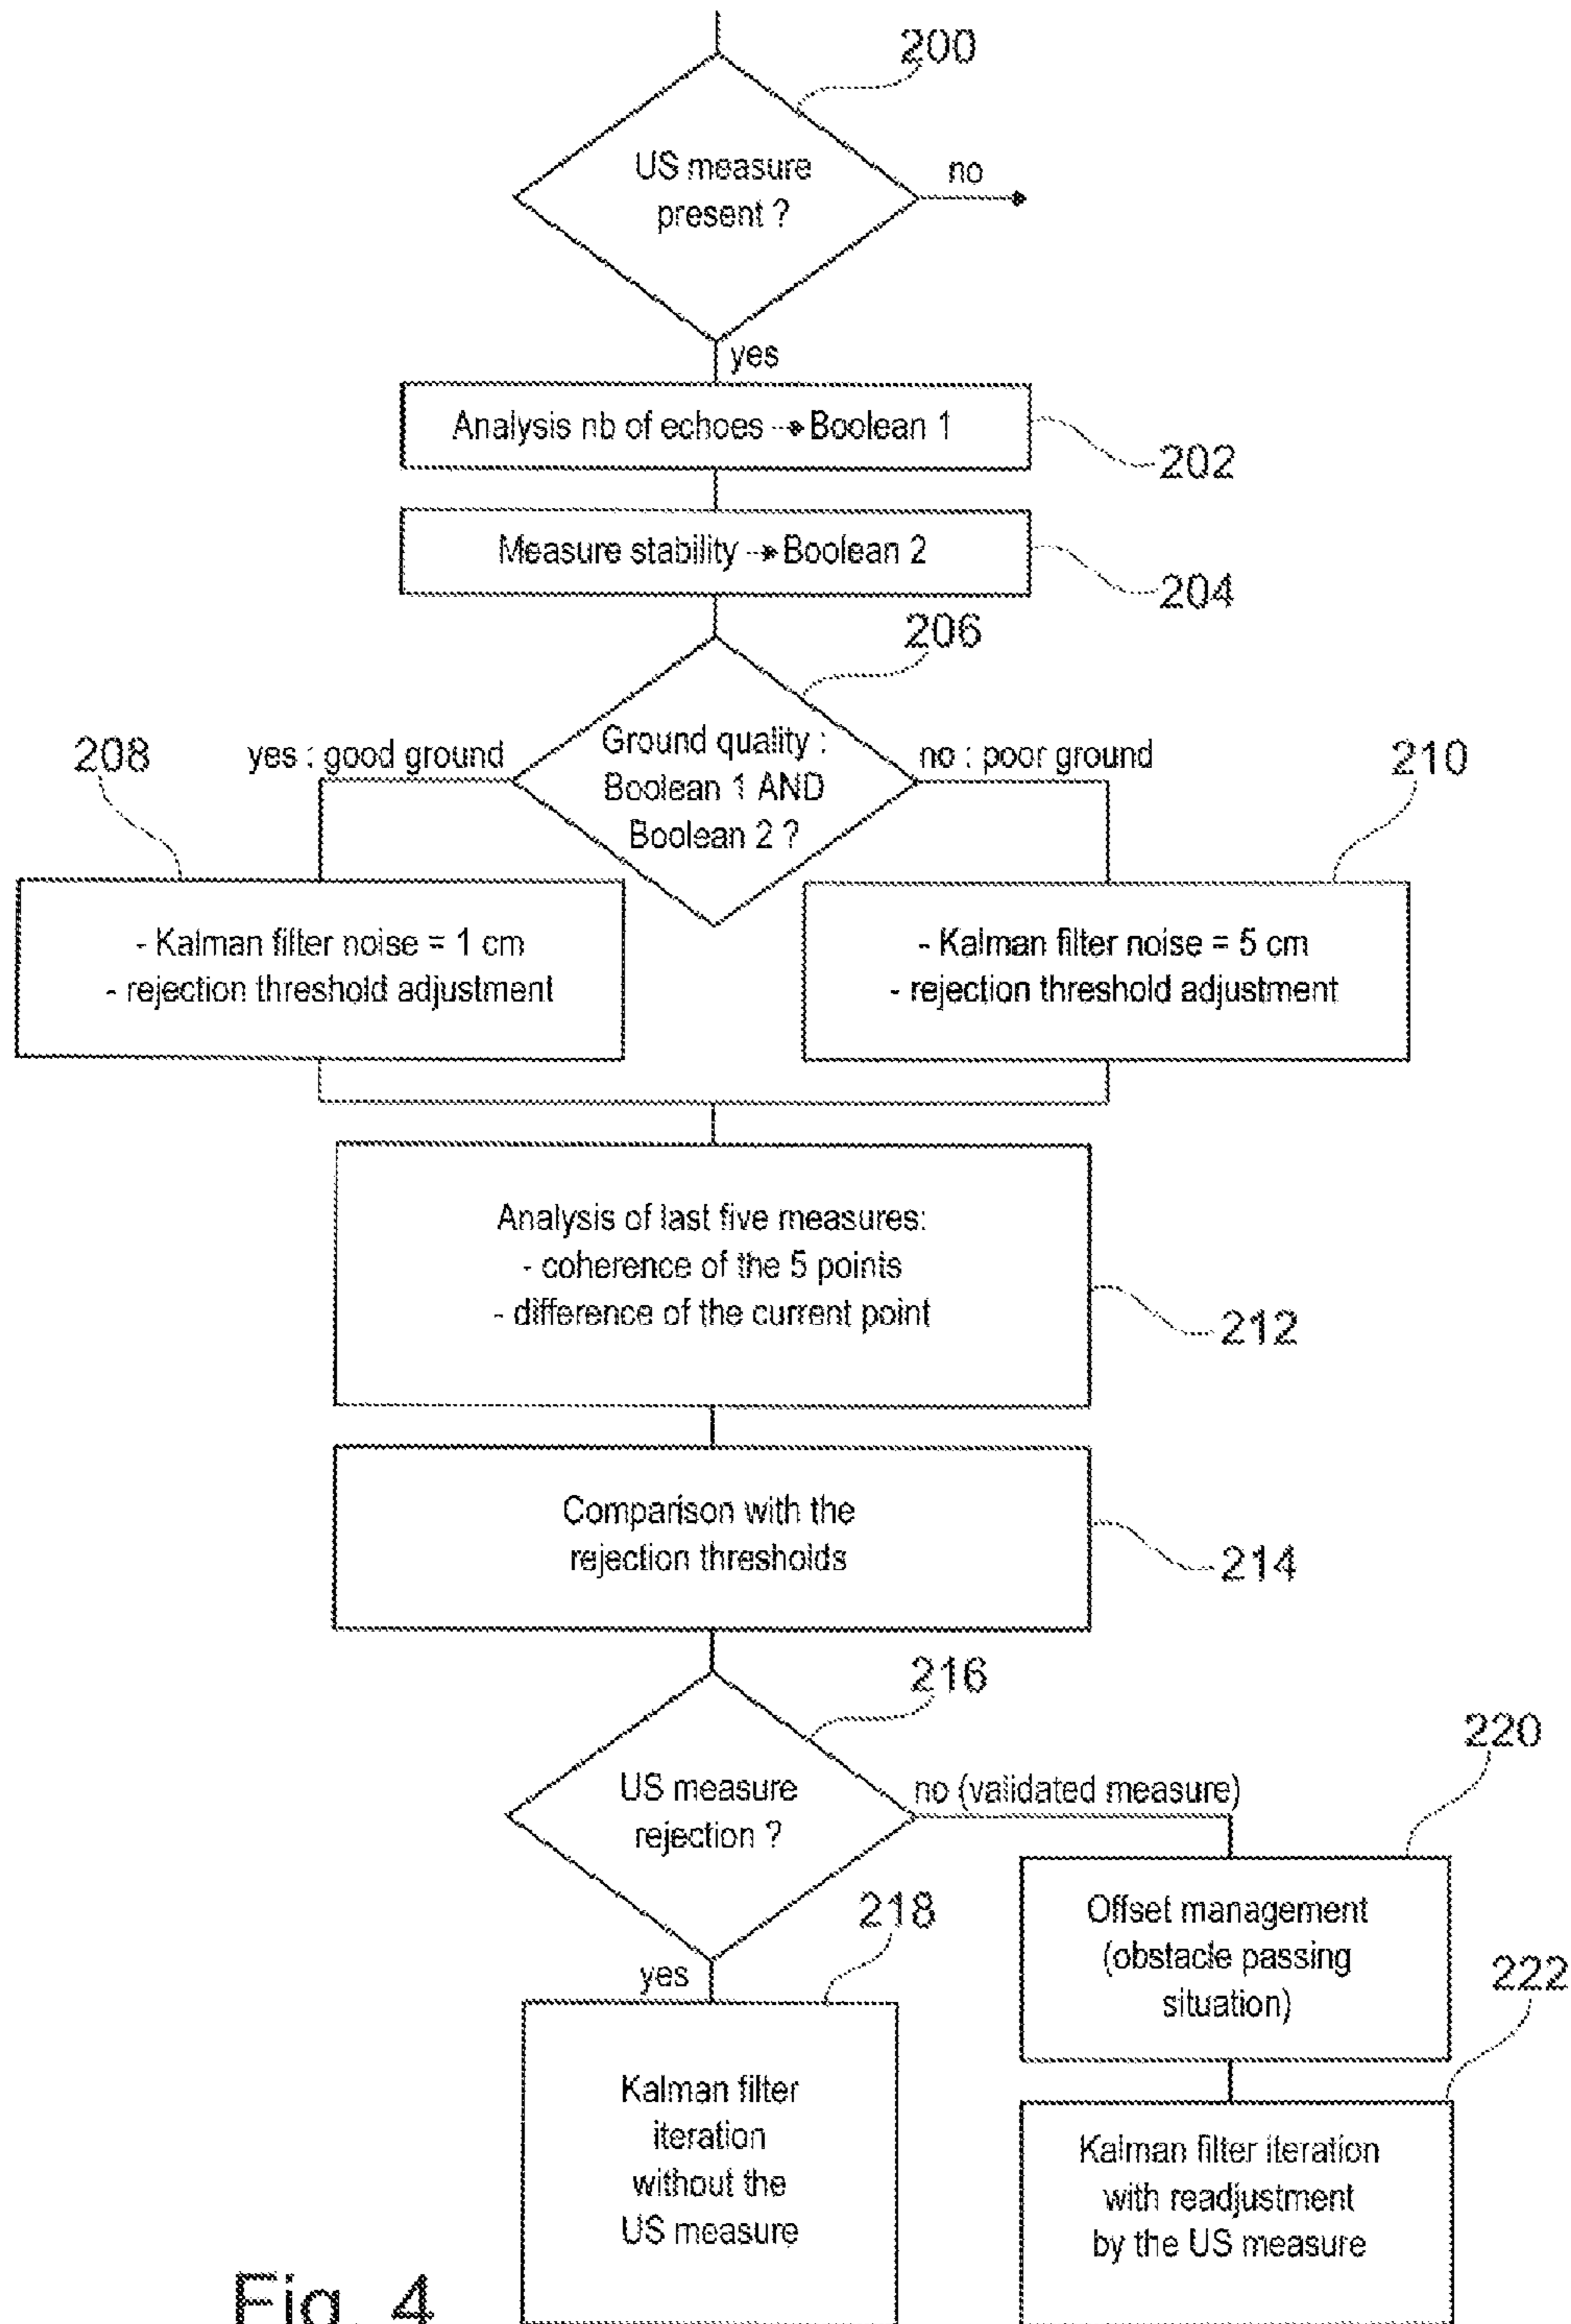 200
US measure
present ?
no
yes
Analysis nb of echoes → Boolean 1
202
Measure stability → Boolean 2
204
206
208
yes : good ground
Ground quality :
Boolean 1 AND
Boolean 2 ?
no : poor ground
210
- Kalman filter noise = 1 cm
- rejection threshold adjustment
- Kalman filter noise = 5 cm
- rejection threshold adjustment
Analysis of last five measures:
- coherence of the 5 points
- difference of the current point
212
Comparison with the
rejection thresholds
214
216
US measure
rejection ?
no (validated measure)
220
yes
218
Offset management
(obstacle passing
situation)
222
Kalman filter
iteration
without the
US measure
Kalman filter iteration
with readjustment
by the US measure
Fig. 4